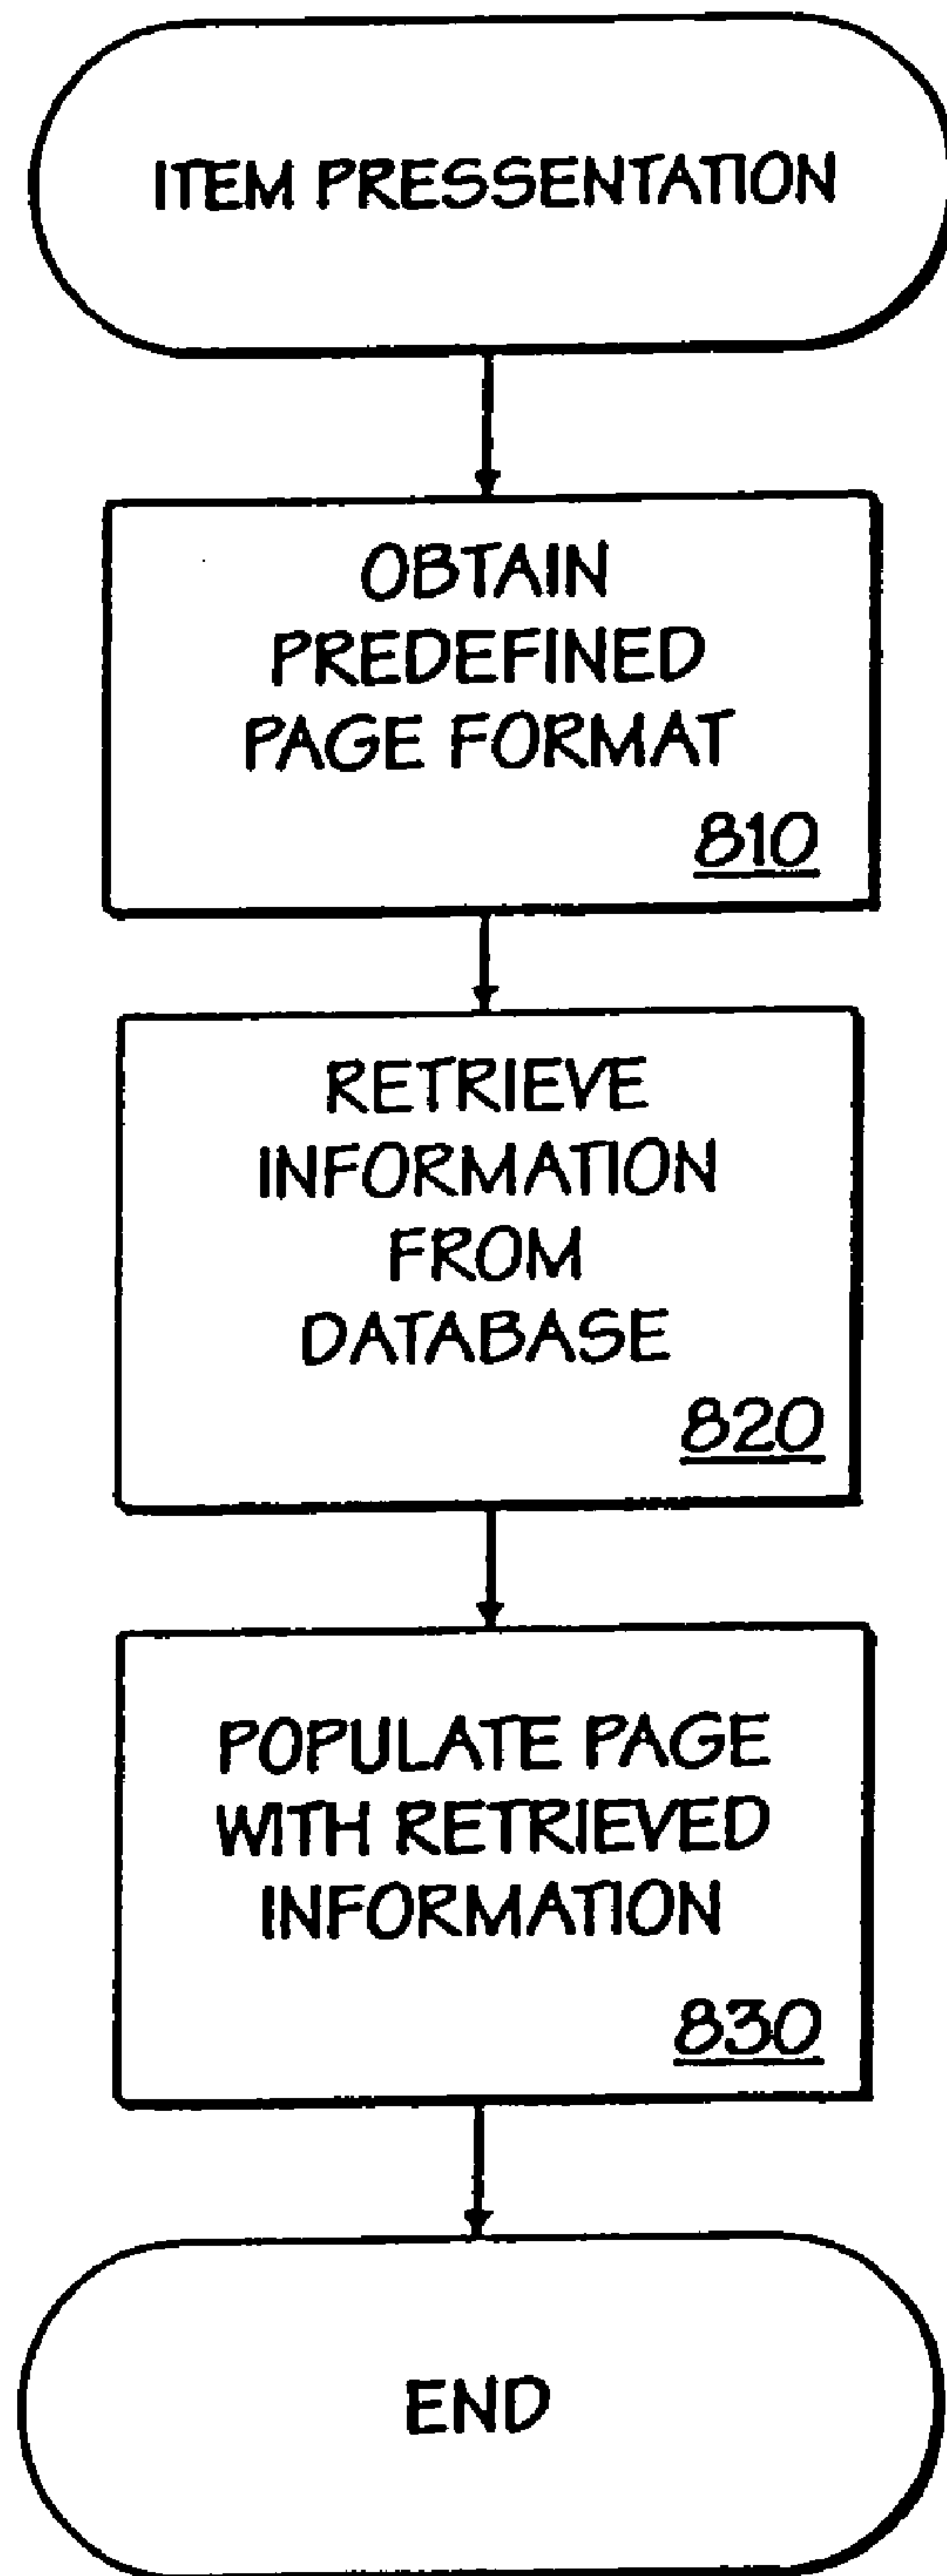 ITEM PRESSENTATION
OBTAIN
PREDEFINED
PAGE FORMAT
810
RETRIEVE
INFORMATION
FROM
DATABASE
820
POPULATE PAGE
WITH RETRIEVED
INFORMATION
830
END